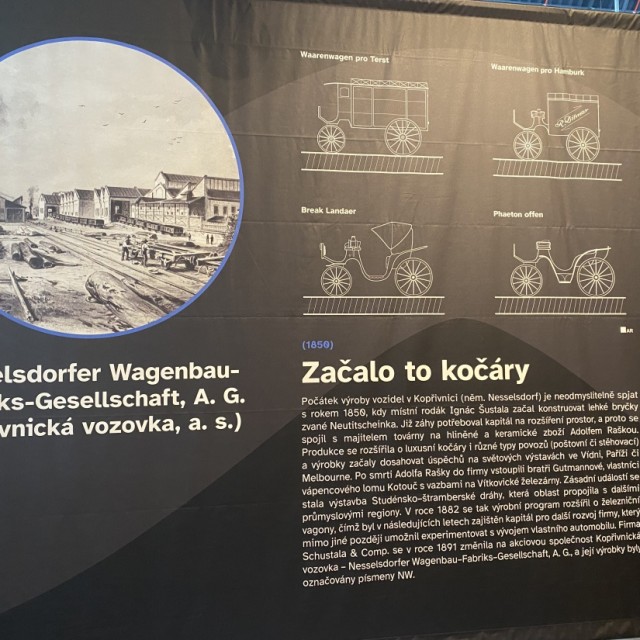 Waarenwagen pro Terst
Waarenwagen pro Hamburk
Break Landaer
Phaeton offen
AR
elsdorfer Wagenbau-
ks-Gesellschaft, A. G.
vnická vozovka, a. s.)
(1850)
Začalo to kočáry
Počátek výroby vozidel v Kopřivnici (něm. Nesselsdorf) je neodmyslitelně spjat
s rokem 1850, kdy místní rodák Ignác Šustala začal konstruovat lehké bryčky
zvané Neutitscheinka. Již záhy potřeboval kapitál na rozšíření prostor, a proto se
spojil s majitelem továrny na hliněné a keramické zboží Adolfem Raškou.
Produkce se rozšířila o luxusní kočáry i různé typy povozů (poštovní či stěhovací)
a výrobky začaly dosahovat úspěchů na světových výstavách ve Vídni, Paříži či
Melbourne. Po smrti Adolfa Rašky do firmy vstoupili bratři Gutmannové, vlastníci
vápencového lomu Kotouč s vazbami na Vítkovické železárny. Zásadní událostí se
stala výstavba Studénsko-štramberské dráhy, která oblast propojila s dalšími
průmyslovými regiony. V roce 1882 se tak výrobní program rozšířil o železniční
vagony, čímž byl v následujících letech zajištěn kapitál pro další rozvoj firmy, který
mimo jiné později umožnil experimentovat s vývojem vlastního automobilu. Firma
Schustala & Comp. se v roce 1891 změnila na akciovou společnost Kopřivnická
vozovka – Nesselsdorfer Wagenbau-Fabriks-Gesellschaft, A. G., a její výrobky byly
označovány písmeny NW.